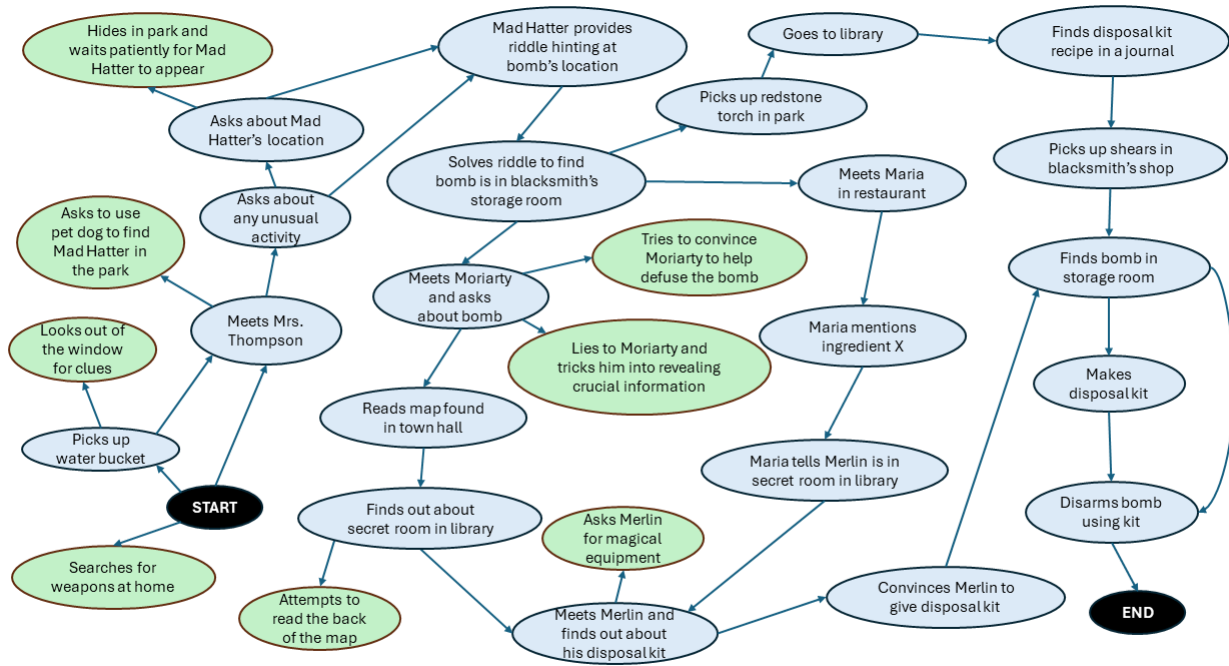 Hides in park and
waits patiently for Mad
Hatter to appear
Mad Hatter provides
riddle hinting at
bomb's location
Goes to library
Finds disposal kit
recipe in a journal
Asks about Mad
Hatter's location
Picks up redstone
torch in park
Solves riddle to find
bomb is in blacksmith's
storage room
Picks up shears in
blacksmith's shop
Meets Maria
in restaurant
Asks about
any unusual
activity
Asks to use
pet dog to find
Mad Hatter in
the park
Tries to convince
Moriarty to help
defuse the bomb
Finds bomb in
storage room
Meets Moriarty
and asks
about bomb
Meets Mrs.
Thompson
Maria mentions
ingredient X
Looks out of
the window
for clues
Lies to Moriarty and
tricks him into revealing
crucial information
Makes
disposal kit
Reads map found
in town hall
Picks up
water bucket
Maria tells Merlin is in
secret room in library
START
Finds out about
secret room in library
Disarms bomb
using kit
Asks Merlin
for magical
equipment
Searches for
weapons at home
Attempts to
read the back
of the map
Meets Merlin and
finds out about
his disposal kit
Convinces Merlin to
give disposal kit
END